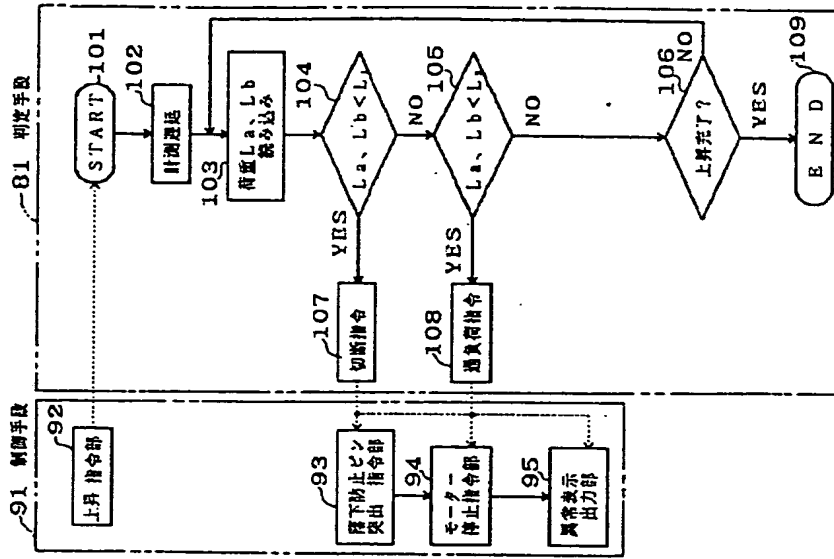 91 制御手段
92
上昇指令部
93
落下防止ピン
突出 指令部
94
モーター
停止指令部
95
異常表示
出力部
81 判定手段
START
101
102
計測遅延
103
荷重La、Lb
読み込み
104
La、Lb<L,
YES
NO
105
La、Lb<L,
YES
NO
106
上昇完了?
NO
YES
107
切断指令
108
過負荷指令
109
END